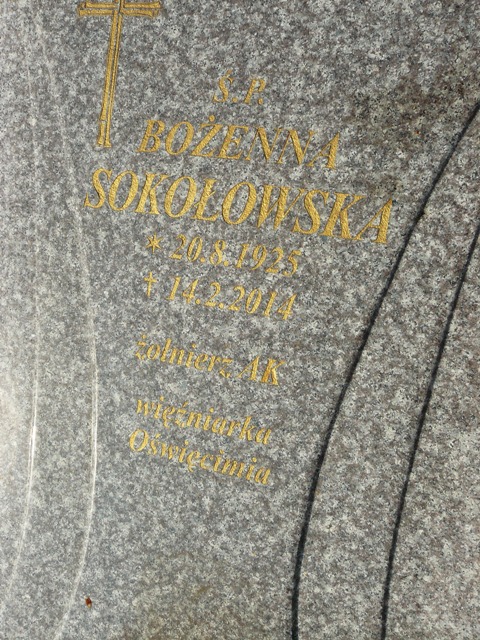 Ś.P.
BOŻENNA
SOKOŁOWSKA
* 20.8.1925
† 14.2.2014
żołnierz AK
więźniarka
Oświęcimia